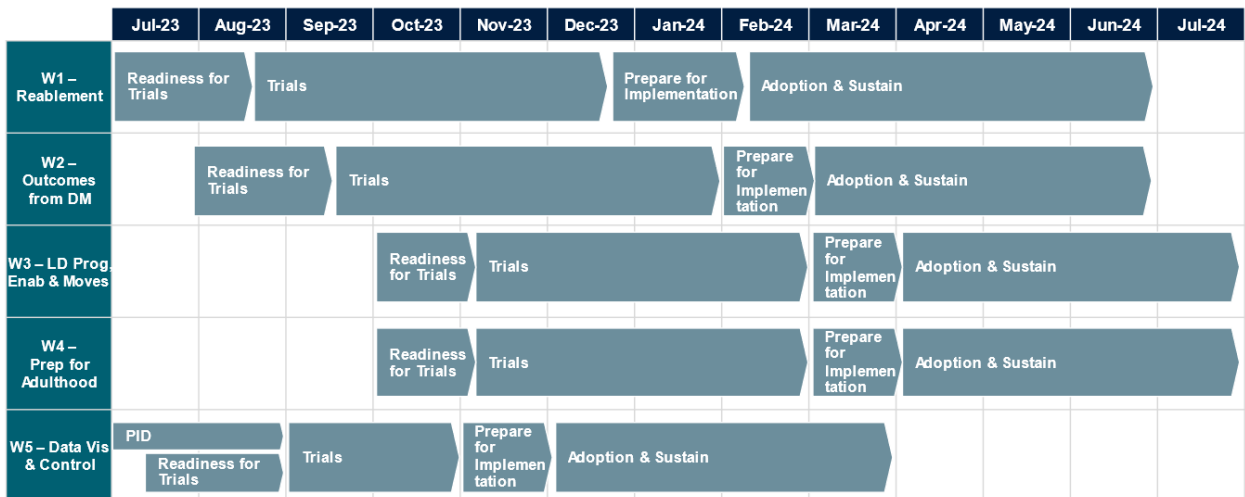 Jul-23 Aug-23 Sep-23 Oct-23 Nov-23 Dec-23 Jan-24 Feb-24 Mar-24 Apr-24 May-24 Jun-24 Jul-24
W1 –
Reablement
Readiness for
Trials
Trials
Prepare for
Implementation
Adoption & Sustain
W2 –
Outcomes
from DM
Readiness for
Trials
Trials
Prepare
for
Implemen
tation
Adoption & Sustain
W3 – LD Prog,
Enab & Moves
Readiness
for Trials
Trials
Prepare
for
Implemen
tation
Adoption & Sustain
W4 –
Prep for
Adulthood
Readiness
for Trials
Trials
Prepare
for
Implemen
tation
Adoption & Sustain
W5 – Data Vis
& Control
PID
Readiness for
Trials
Trials
Prepare
for
Implemen
tation
Adoption & Sustain